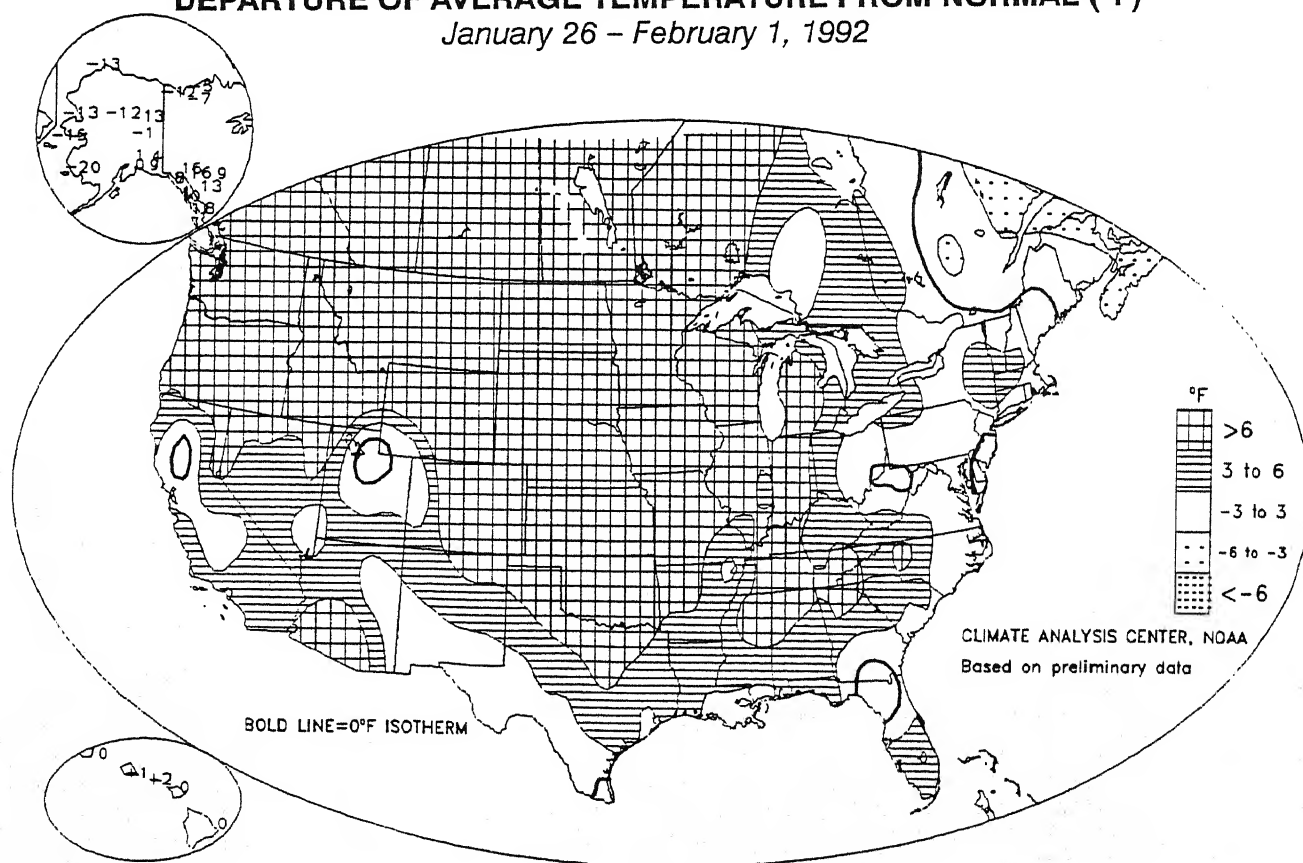 DEPARTURE OF AVERAGE TEMPERATURE FROM NORMAL (°F)
January 26 – February 1, 1992
-13
-13 -12 13
-1
-20
16
13
°F
>6
3 to 6
-3 to 3
-6 to -3
<-6
CLIMATE ANALYSIS CENTER, NOAA
Based on preliminary data
BOLD LINE=0°F ISOTHERM
0
+1 +2 0
0